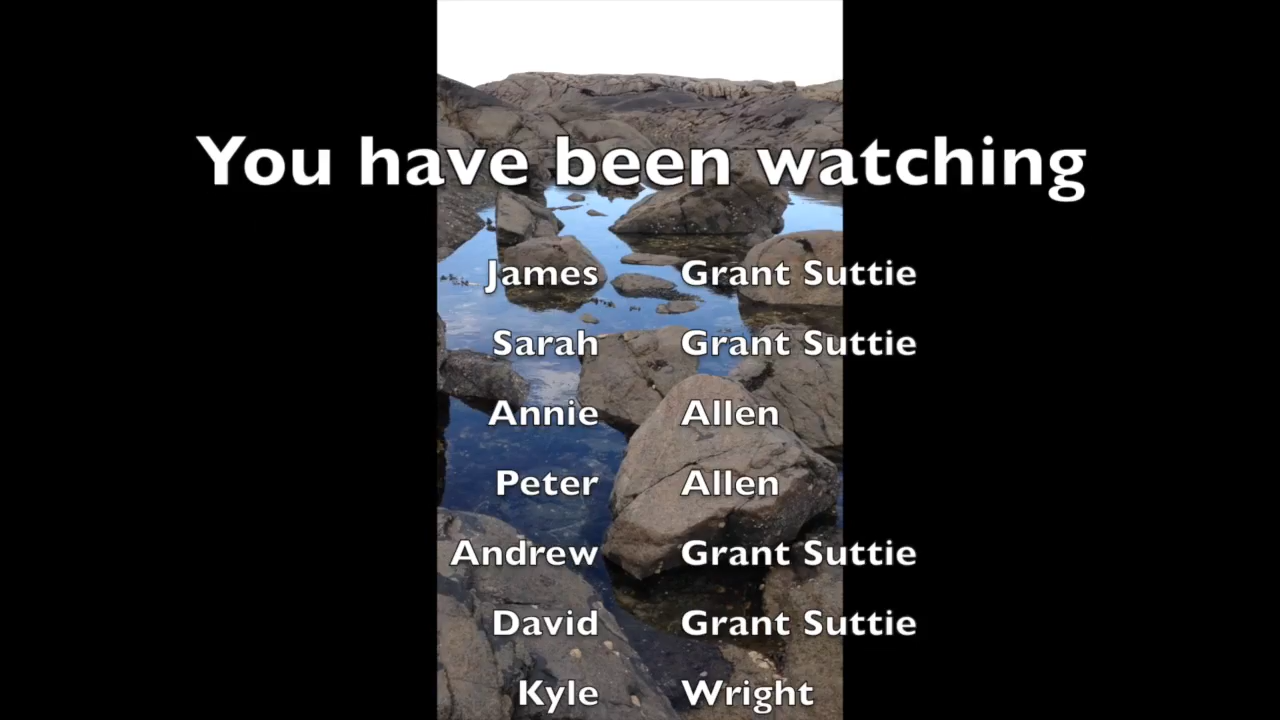 You have been watching
James Grant Suttie
Sarah Grant Suttie
Annie Allen
Peter Allen
Andrew Grant Suttie
David Grant Suttie
Kyle Wright